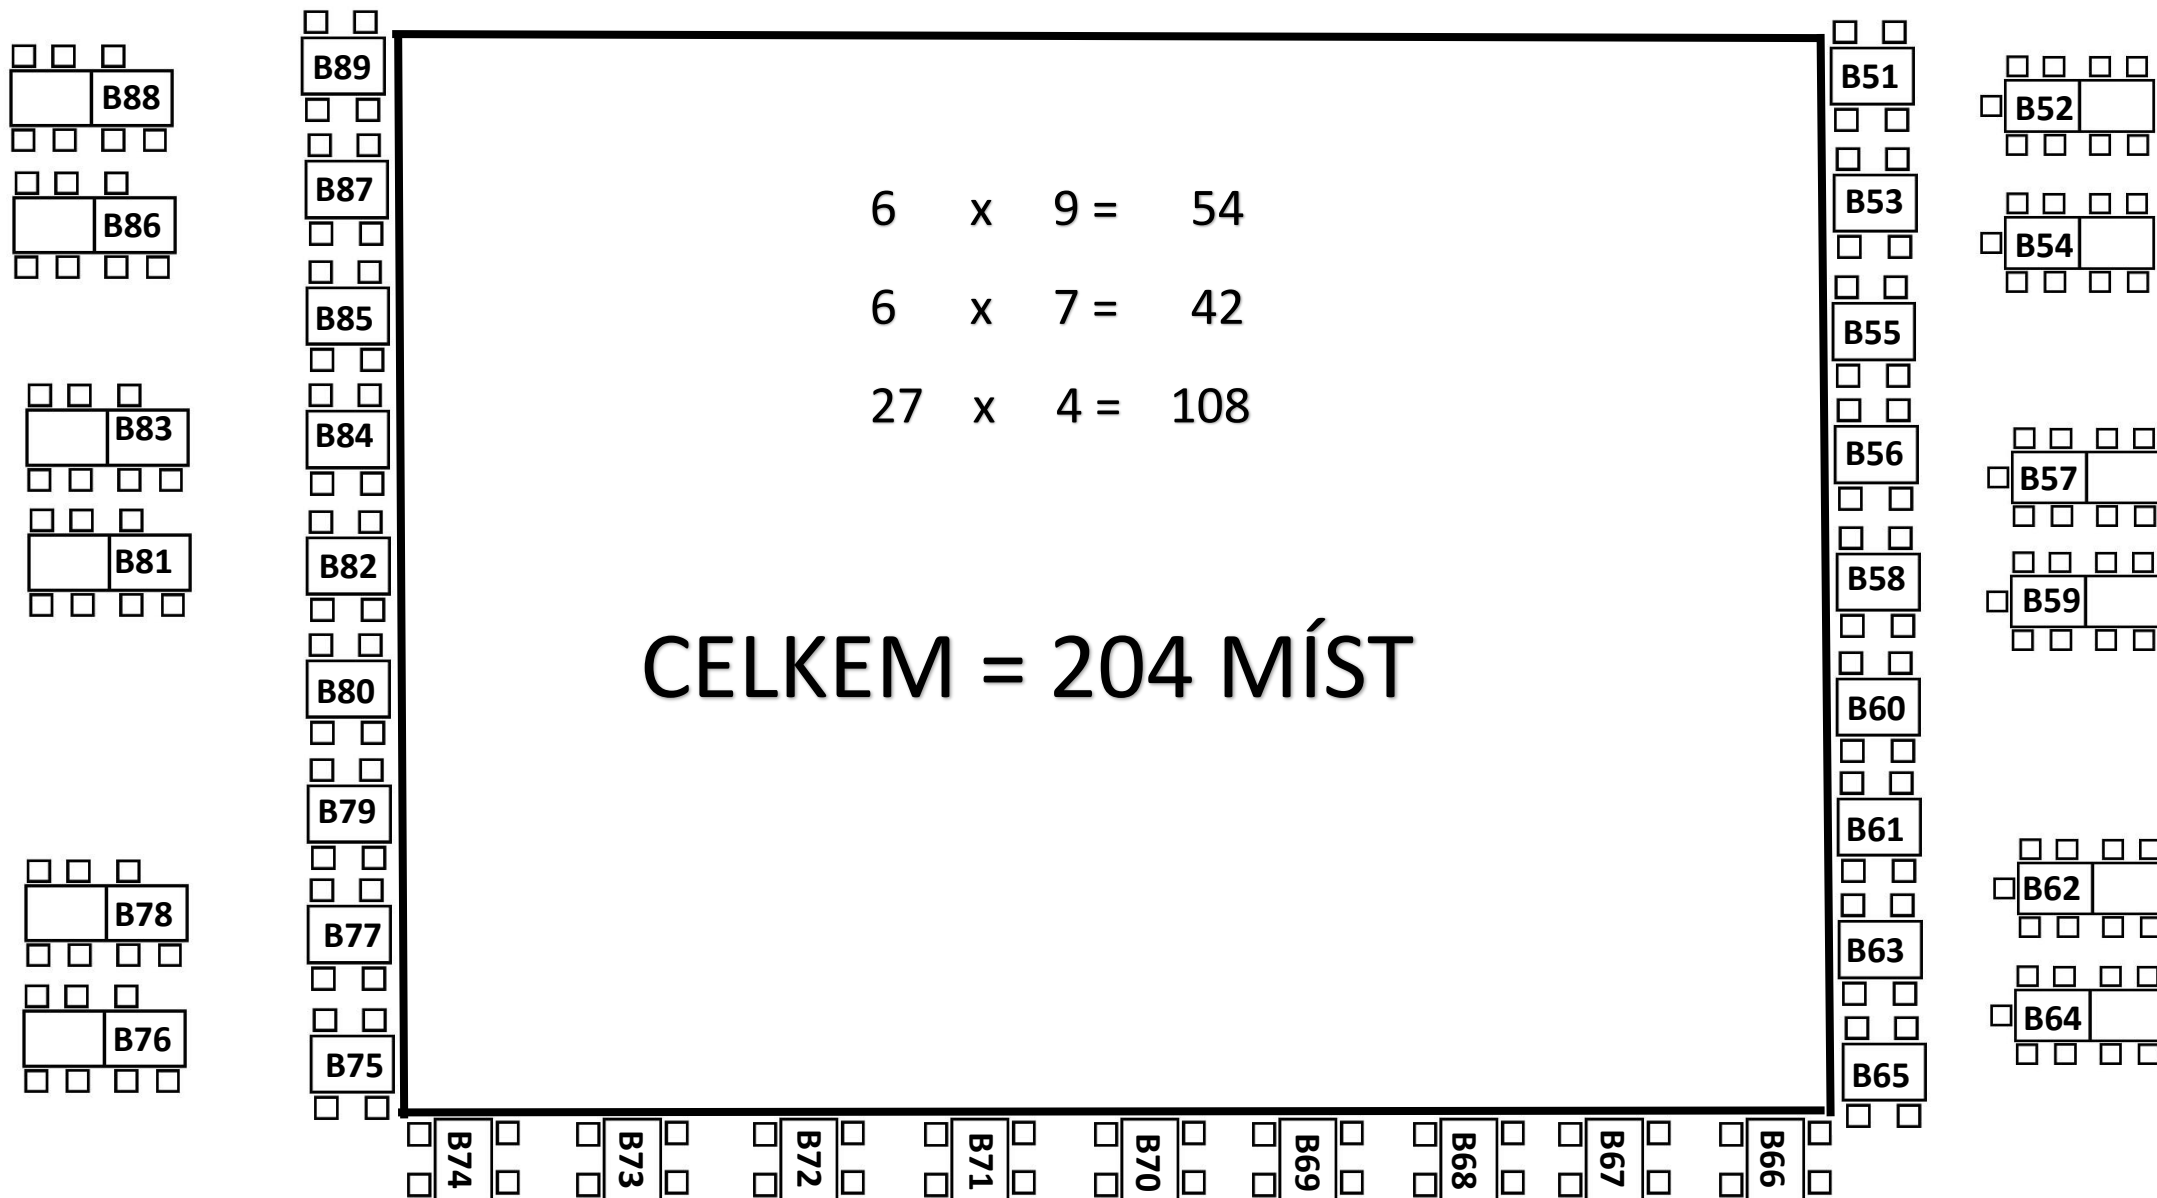 B89
B51
B88
B52
B87
B53
6 x 9 = 54
B86
B54
B85
6 x 7 = 42
B55
B83
B84
27 x 4 = 108
B56
B57
B81
B82
B58
B59
CELKEM = 204 MÍST
B80
B60
B79
B61
B78
B62
B77
B63
B76
B64
B75
B65
B74
B73
B72
B71
B70
B69
B68
B67
B66